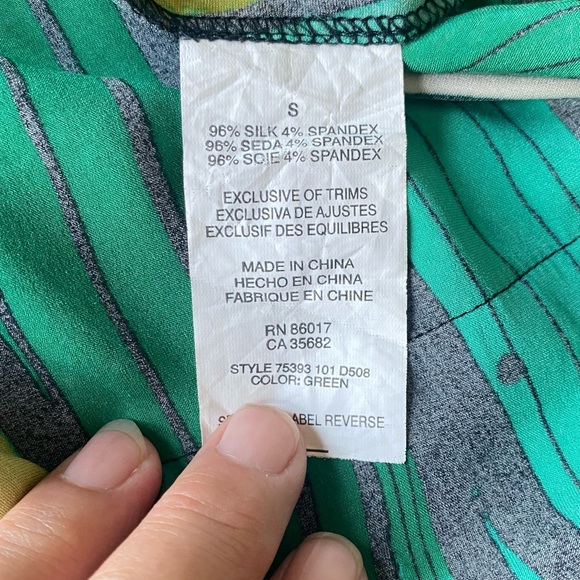 S
96% SILK 4% SPANDEX
96% SEDA 4% SPANDEX
96% SOIE 4% SPANDEX
EXCLUSIVE OF TRIMS
EXCLUSIVA DE AJUSTES
EXCLUSIF DES EQUILIBRES
MADE IN CHINA
HECHO EN CHINA
FABRIQUE EN CHINE
RN 86017
CA 35682
STYLE 75393 101 D508
COLOR: GREEN
REVERSE